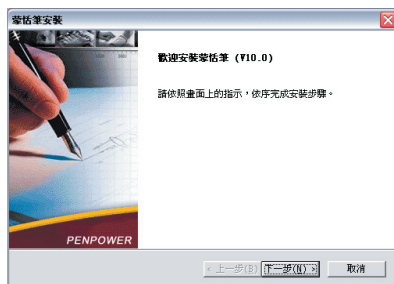 蒙恬筆安裝
歡迎安裝蒙恬筆 (V10.0)
請依照畫面上的指示，依序完成安裝步驟。
PENPOWER
< 上一步(B) 下一步(N) > 取消